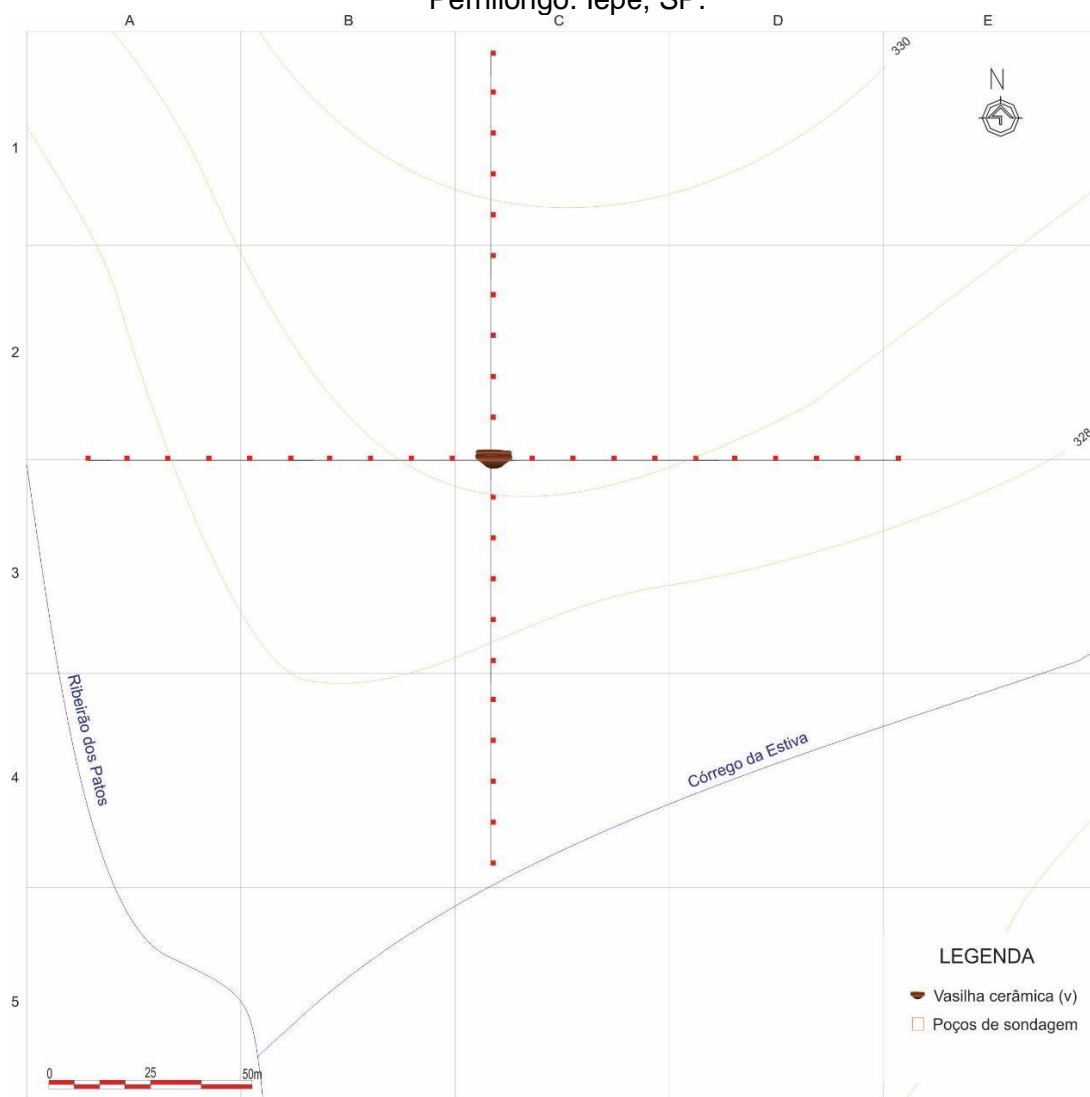 Pernilongo. Iepê, SP.
A B C D E
330
N
1
2
328
3
Ribeirão dos Patos
Córrego da Estiva
4
LEGENDA
Vasilha cerâmica (v)
Poços de sondagem
5
0 25 50m